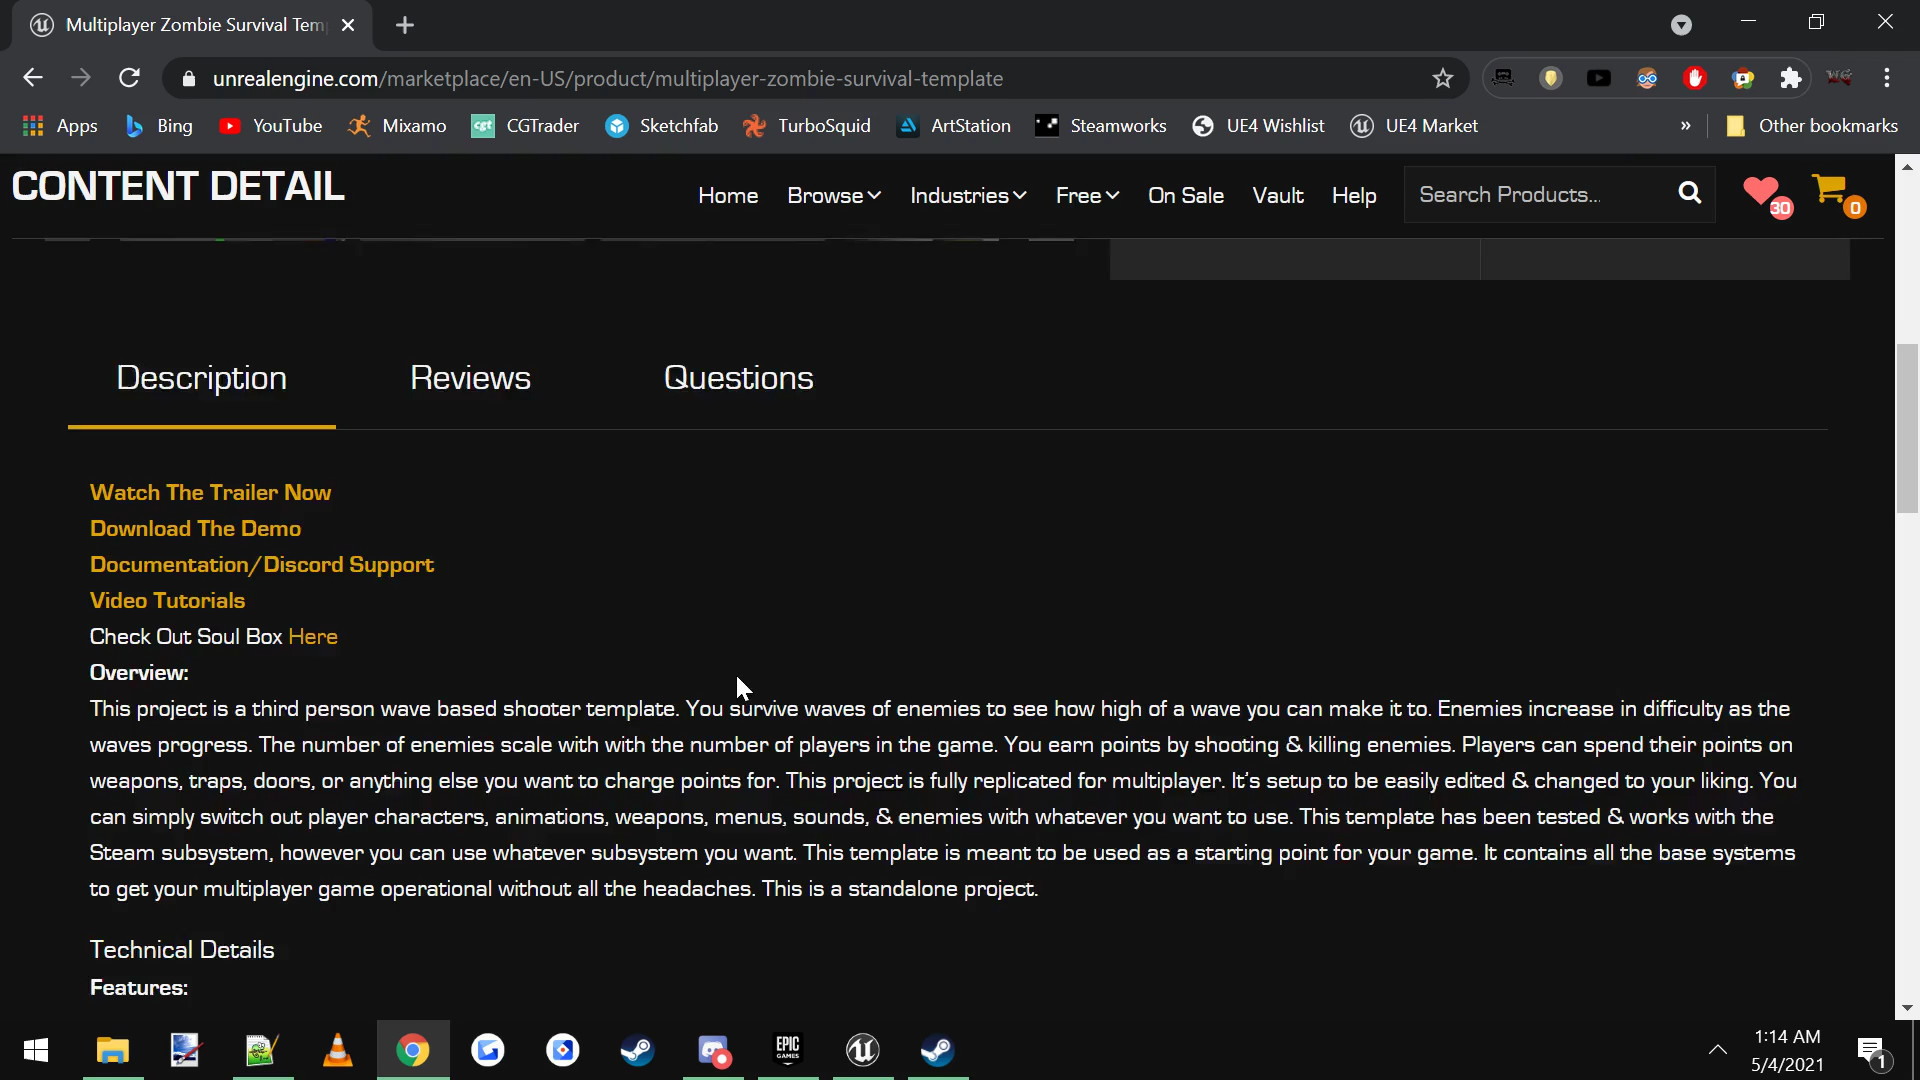 Multiplayer Zombie Survival Tem
unrealengine.com/marketplace/en-US/product/multiplayer-zombie-survival-template
Apps Bing YouTube Mixamo CGTrader Sketchfab TurboSquid ArtStation Steamworks UE4 Wishlist UE4 Market » Other bookmarks
CONTENT DETAIL
Home Browse Industries Free On Sale Vault Help Search Products... 30 0
Description Reviews Questions
Watch The Trailer Now
Download The Demo
Documentation/Discord Support
Video Tutorials
Check Out Soul Box Here
Overview:
This project is a third person wave based shooter template. You survive waves of enemies to see how high of a wave you can make it to. Enemies increase in difficulty as the
waves progress. The number of enemies scale with with the number of players in the game. You earn points by shooting & killing enemies. Players can spend their points on
weapons, traps, doors, or anything else you want to charge points for. This project is fully replicated for multiplayer. It's setup to be easily edited & changed to your liking. You
can simply switch out player characters, animations, weapons, menus, sounds, & enemies with whatever you want to use. This template has been tested & works with the
Steam subsystem, however you can use whatever subsystem you want. This template is meant to be used as a starting point for your game. It contains all the base systems
to get your multiplayer game operational without all the headaches. This is a standalone project.
Technical Details
Features:
EPIC
GAMES
1:14 AM
5/4/2021
1